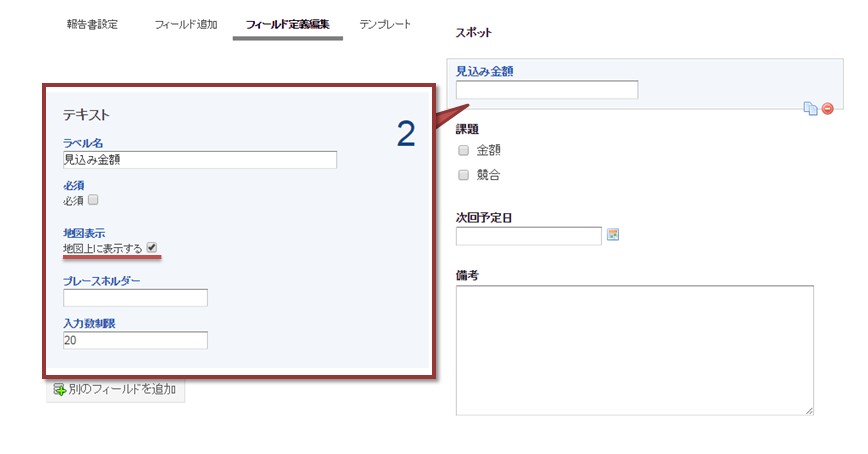 報告書設定 フィールド追加 フィールド定義編集 テンプレート
テキスト
2
ラベル名
見込み金額
必須
必須
地図表示
地図上に表示する
プレースホルダー
入力数制限
20
別のフィールドを追加
スポット
見込み金額
課題
金額
競合
次回予定日
備考